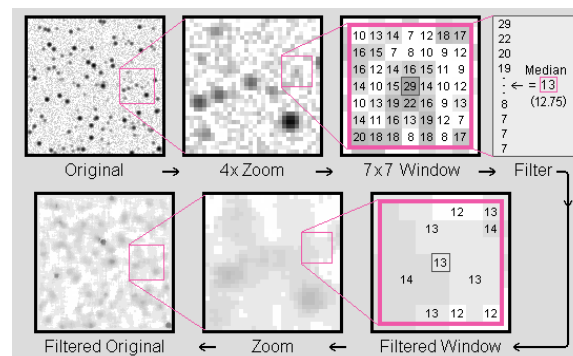 10 13 14 7 12 18 17
16 15 7 8 10 9 12
16 12 14 16 15 11 9
14 10 15 29 14 10 9
10 13 19 22 16 9 10
14 11 16 13 19 12 7
20 18 18 8 18 8 17
29
22
20
19
:
:
8
7
7
7
Median
← = 13
(12.75)
Original → 4x Zoom → 7x7 Window → Filter
12 13
13 14
13
14 13
13 12 12
Filtered Original ← Zoom ← Filtered Window